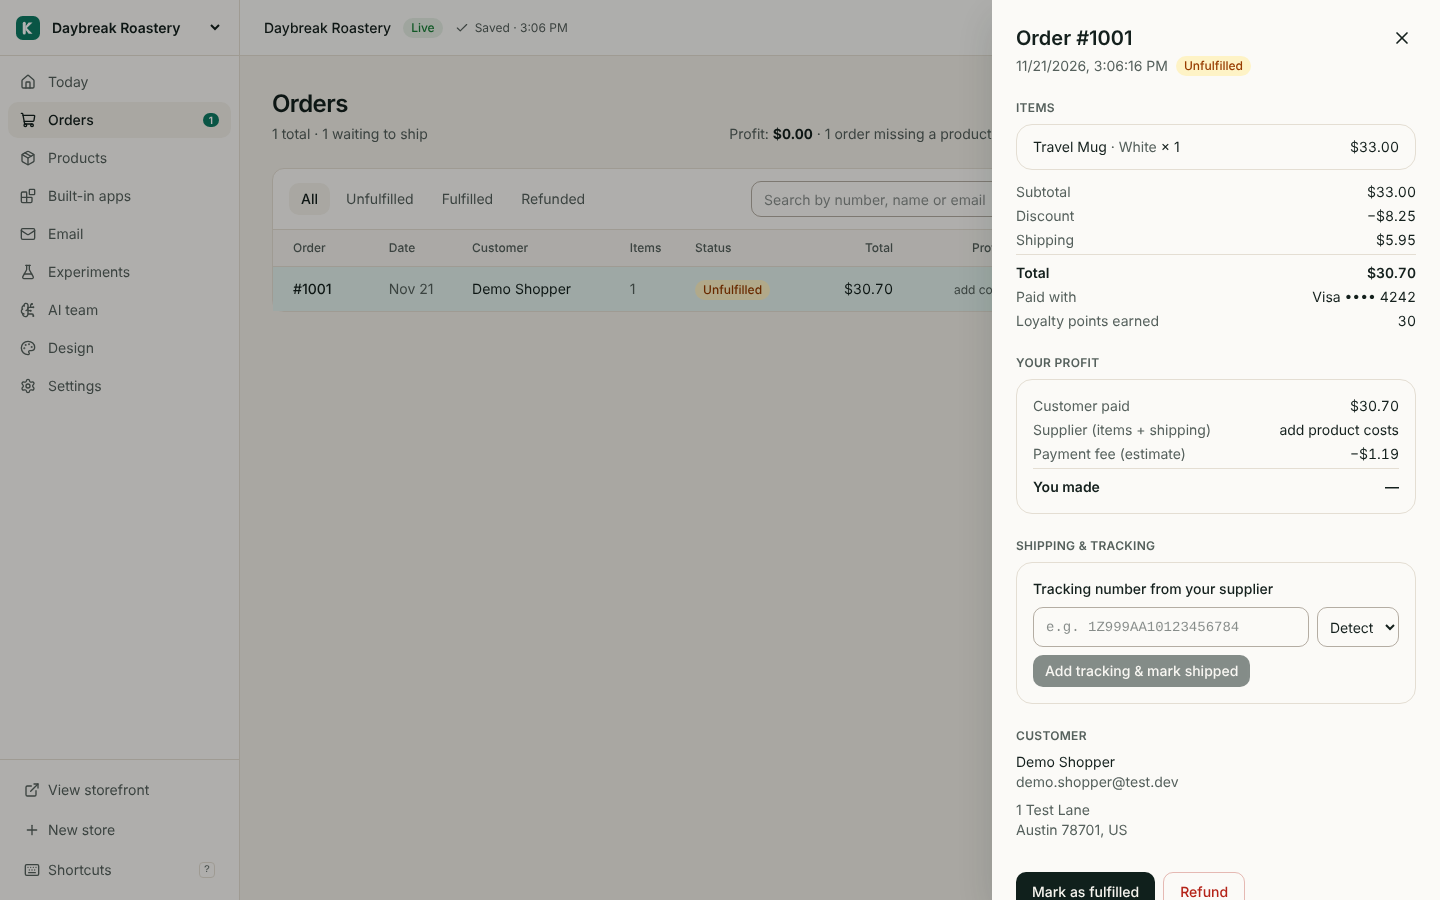 K Daybreak Roastery
Today
Orders 1
Products
Built-in apps
Email
Experiments
AI team
Design
Settings
View storefront
New store
Shortcuts ?
Daybreak Roastery Live Saved · 3:06 PM
Orders
1 total · 1 waiting to ship Profit: $0.00 · 1 order missing a product
All Unfulfilled Fulfilled Refunded Search by number, name or email
Order Date Customer Items Status Total
#1001 Nov 21 Demo Shopper 1 Unfulfilled $30.70 add
Order #1001
11/21/2026, 3:06:16 PM Unfulfilled
ITEMS
Travel Mug · White × 1 $33.00
Subtotal $33.00
Discount −$8.25
Shipping $5.95
Total $30.70
Paid with Visa •••• 4242
Loyalty points earned 30
YOUR PROFIT
Customer paid $30.70
Supplier (items + shipping) add product costs
Payment fee (estimate) −$1.19
You made —
SHIPPING & TRACKING
Tracking number from your supplier
e.g. 1Z999AA10123456784 Detect
Add tracking & mark shipped
CUSTOMER
Demo Shopper
demo.shopper@test.dev
1 Test Lane
Austin 78701, US
Mark as fulfilled Refund